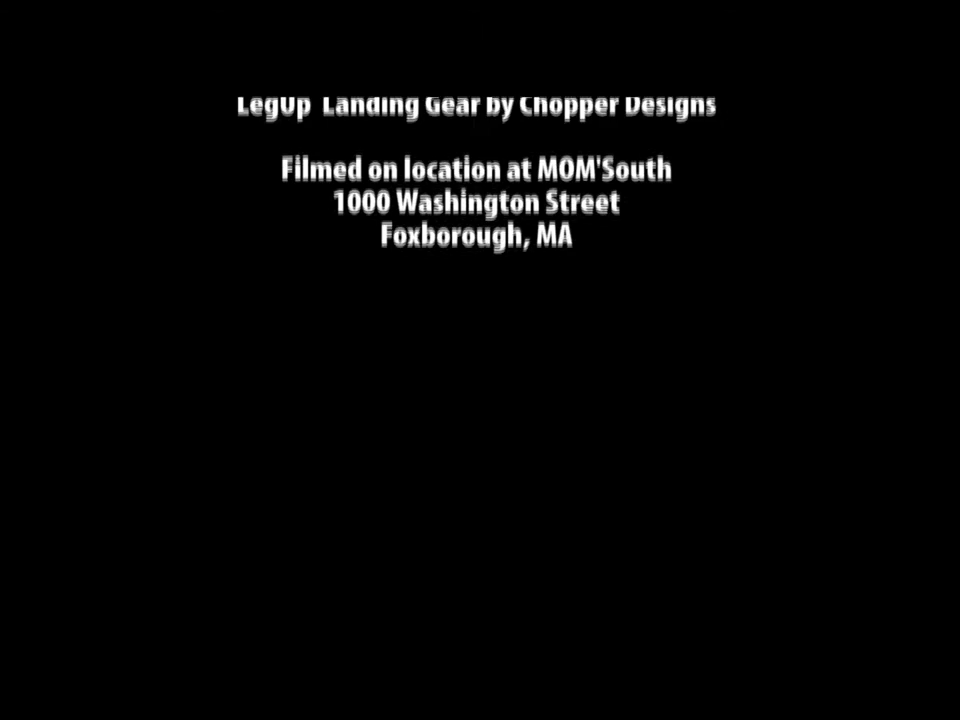 LegUp Landing Gear by Chopper Designs
Filmed on location at MOM'South
1000 Washington Street
Foxborough, MA